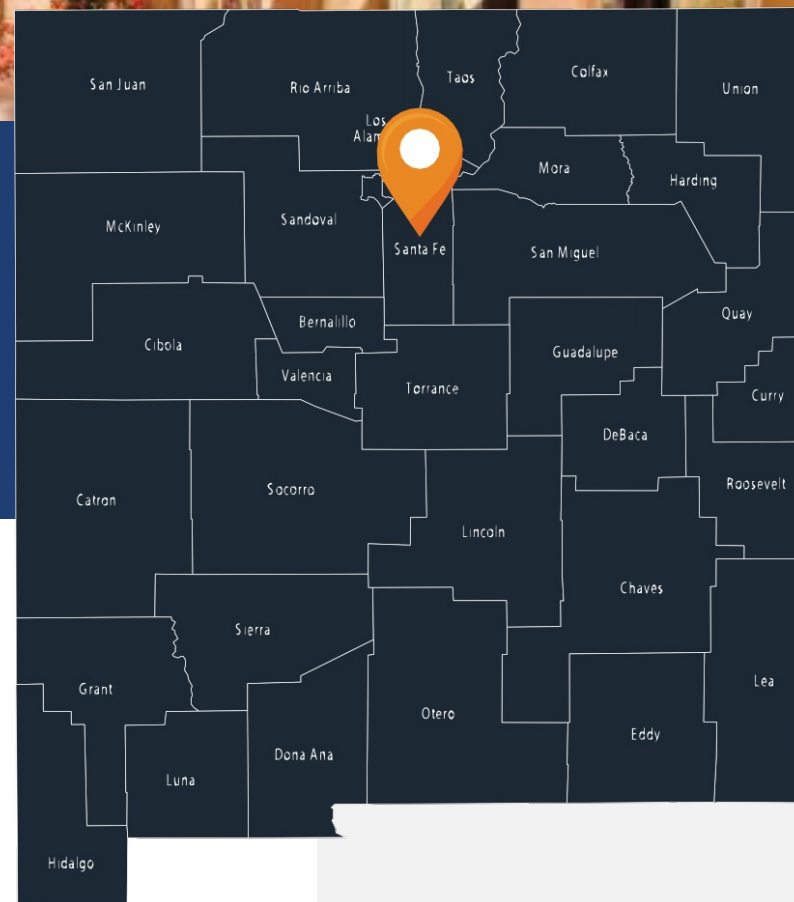 San Juan
Rio Arriba
Taos
Colfax
Union
Los
Mora
Harding
McKinley
Sandoval
Santa Fe
San Miguel
Quay
Bernalillo
Cibola
Guadalupe
Valencia
Torrance
Curry
DeBaca
Roosevelt
Catron
Socorro
Lincoln
Chaves
Sierra
Grant
Lea
Otero
Eddy
Dona Ana
Luna
Hidalgo